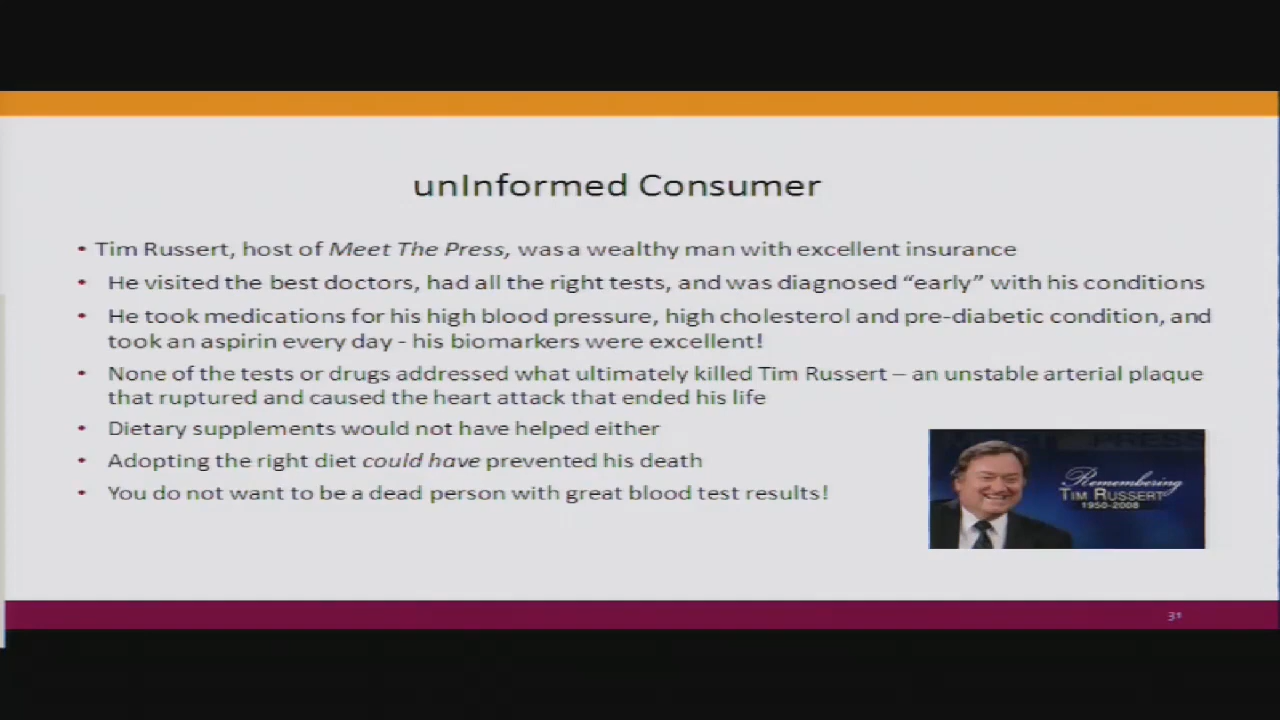 unInformed Consumer
• Tim Russert, host of Meet The Press, was a wealthy man with excellent insurance
• He visited the best doctors, had all the right tests, and was diagnosed “early” with his conditions
• He took medications for his high blood pressure, high cholesterol and pre-diabetic condition, and
took an aspirin every day - his biomarkers were excellent!
• None of the tests or drugs addressed what ultimately killed Tim Russert – an unstable arterial plaque
that ruptured and caused the heart attack that ended his life
• Dietary supplements would not have helped either
• Adopting the right diet could have prevented his death
• You do not want to be a dead person with great blood test results!
PRESS
Remembering
TIM RUSSERT
1950-2008